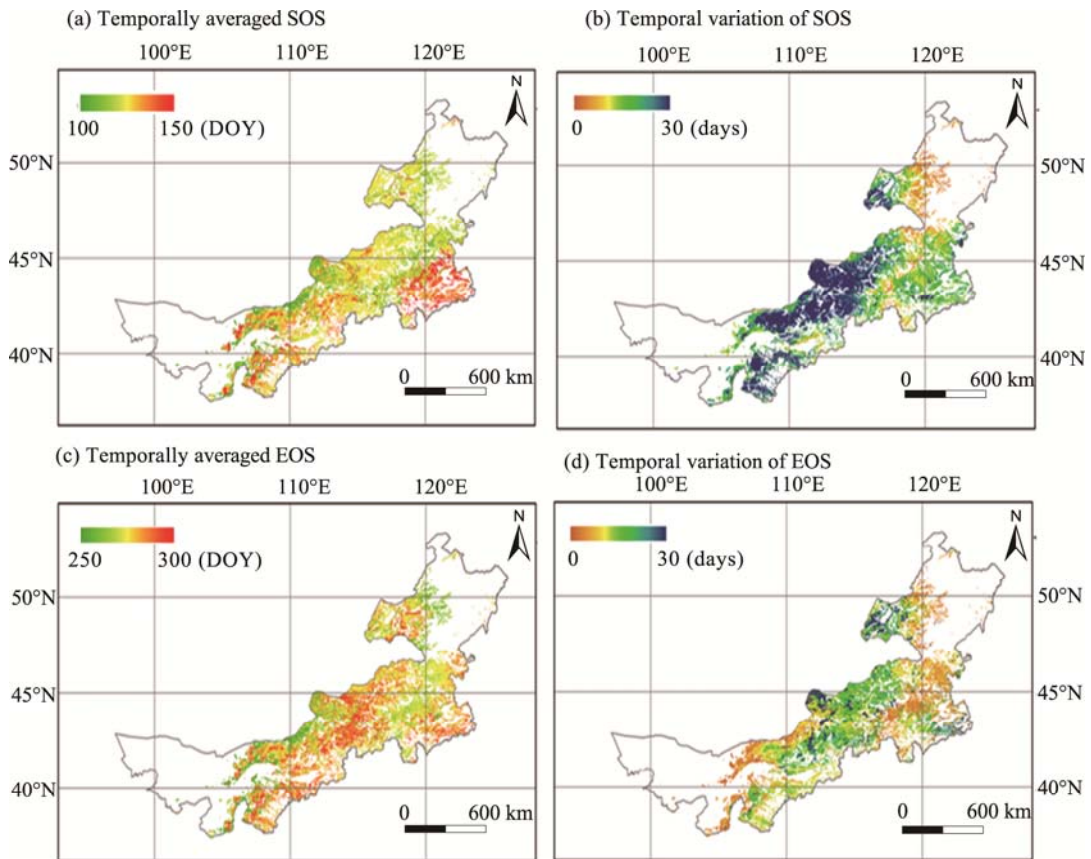 (a) Temporally averaged SOS
(b) Temporal variation of SOS
100°E 110°E 120°E
100°E 110°E 120°E
N
N
100 150 (DOY)
0 30 (days)
50°N
50°N
45°N
45°N
40°N
40°N
0 600 km
0 600 km
(c) Temporally averaged EOS
(d) Temporal variation of EOS
100°E 110°E 120°E
100°E 110°E 120°E
N
N
250 300 (DOY)
0 30 (days)
50°N
50°N
45°N
45°N
40°N
40°N
0 600 km
0 600 km